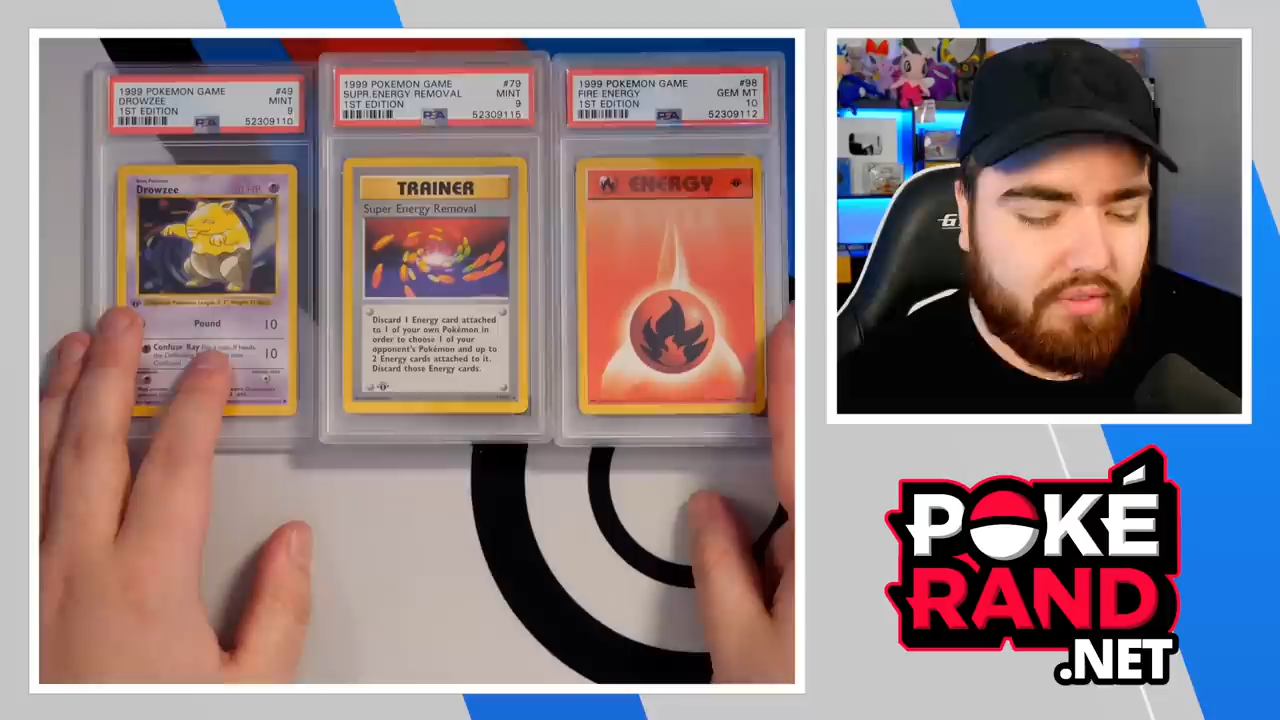 1999 POKEMON GAME #49
DROWZEE MINT
1ST EDITION 9
PSA 52309110
1999 POKEMON GAME #79
SUPR.ENERGY REMOVAL MINT
1ST EDITION 9
PSA 52309115
1999 POKEMON GAME #98
FIRE ENERGY GEM MT
1ST EDITION 10
PSA 52309112
Drowzee HP
Pound 10
Confuse Ray 10
TRAINER
Super Energy Removal
Discard 1 Energy card attached
to 1 of your own Pokémon in
order to choose 1 of your
opponent's Pokémon and up to
2 Energy cards attached to it.
Discard those Energy cards.
ENERGY
POKÉ
RAND
.NET